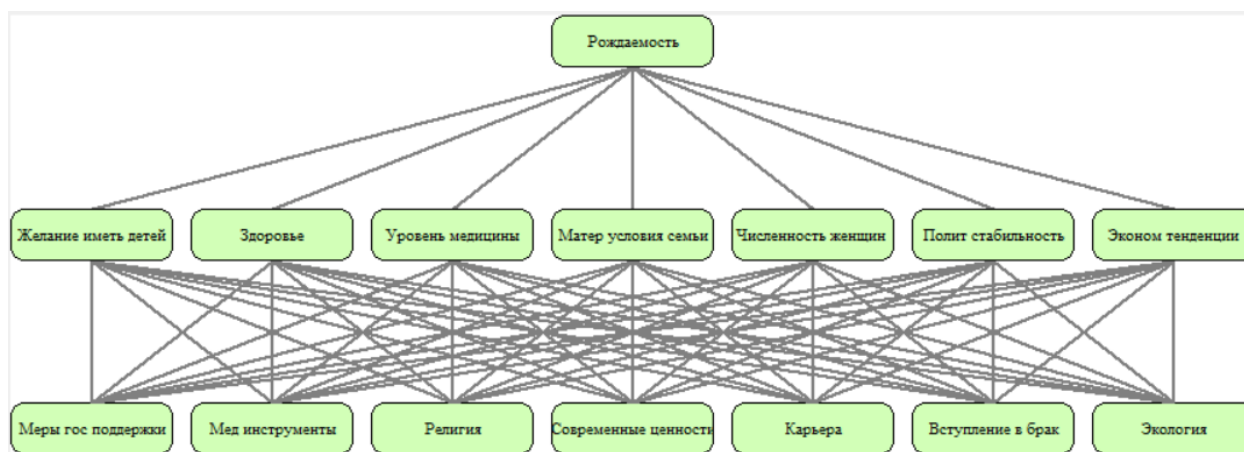 Рождаемость
Желание иметь детей
Здоровье
Уровень медицины
Матер условия семьи
Численность женщин
Полит стабильность
Эконом тенденции
Меры гос поддержки
Мед инструменты
Религия
Современные ценности
Карьера
Вступление в брак
Экология